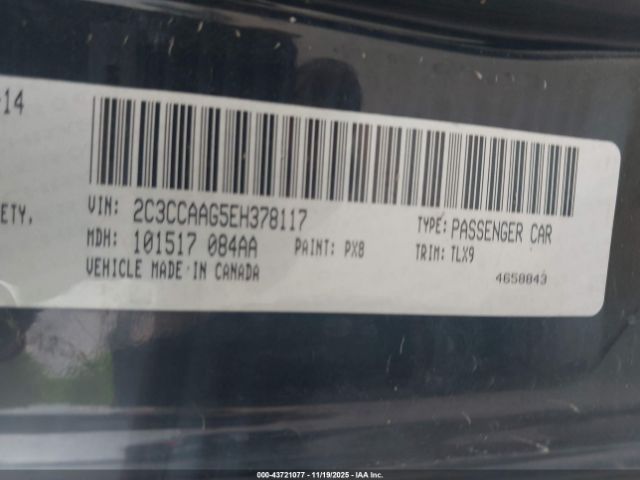 -14
ETY,
VIN: 2C3CCAAG5EH378117
TYPE: PASSENGER CAR
MDH: 101517 084AA
PAINT: PX8
TRIM: TLX9
VEHICLE MADE IN CANADA
4658843
000-43721077 - 11/19/2025 - IAA Inc.